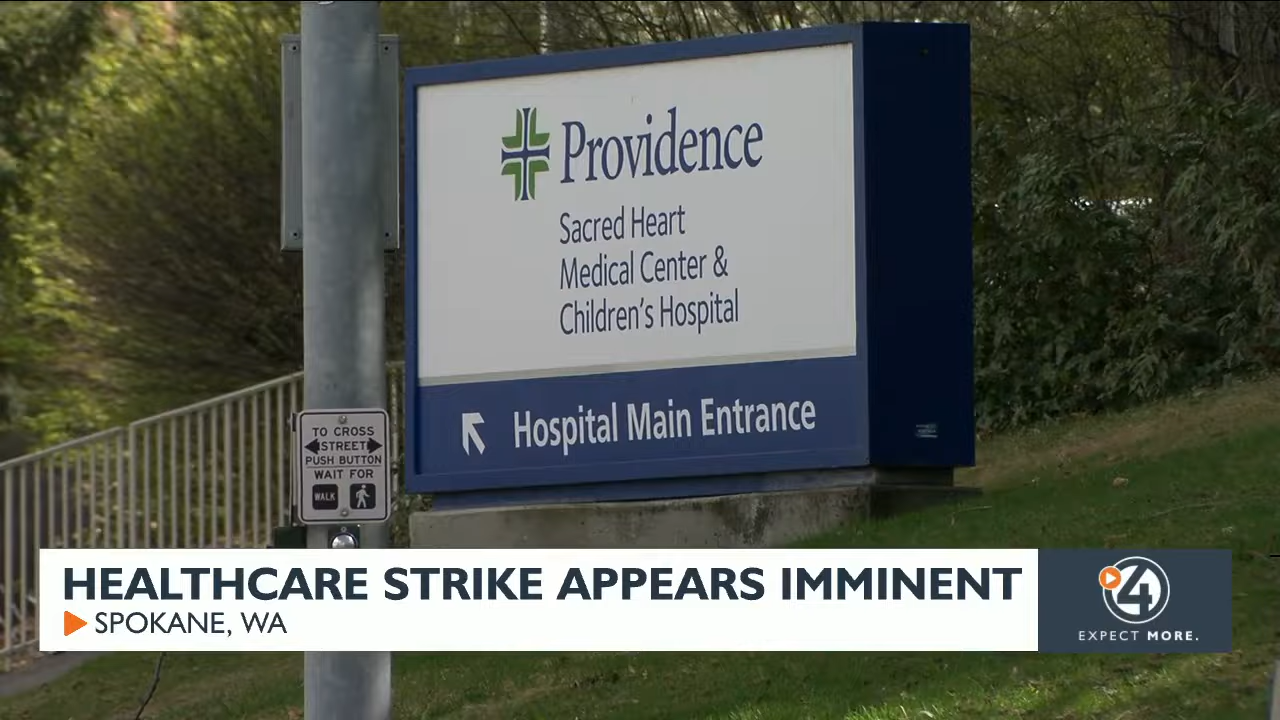 Providence
Sacred Heart
Medical Center &
Children's Hospital
Hospital Main Entrance
TO CROSS
STREET
PUSH BUTTON
WAIT FOR
WALK
HEALTHCARE STRIKE APPEARS IMMINENT
SPOKANE, WA
4
EXPECT MORE.